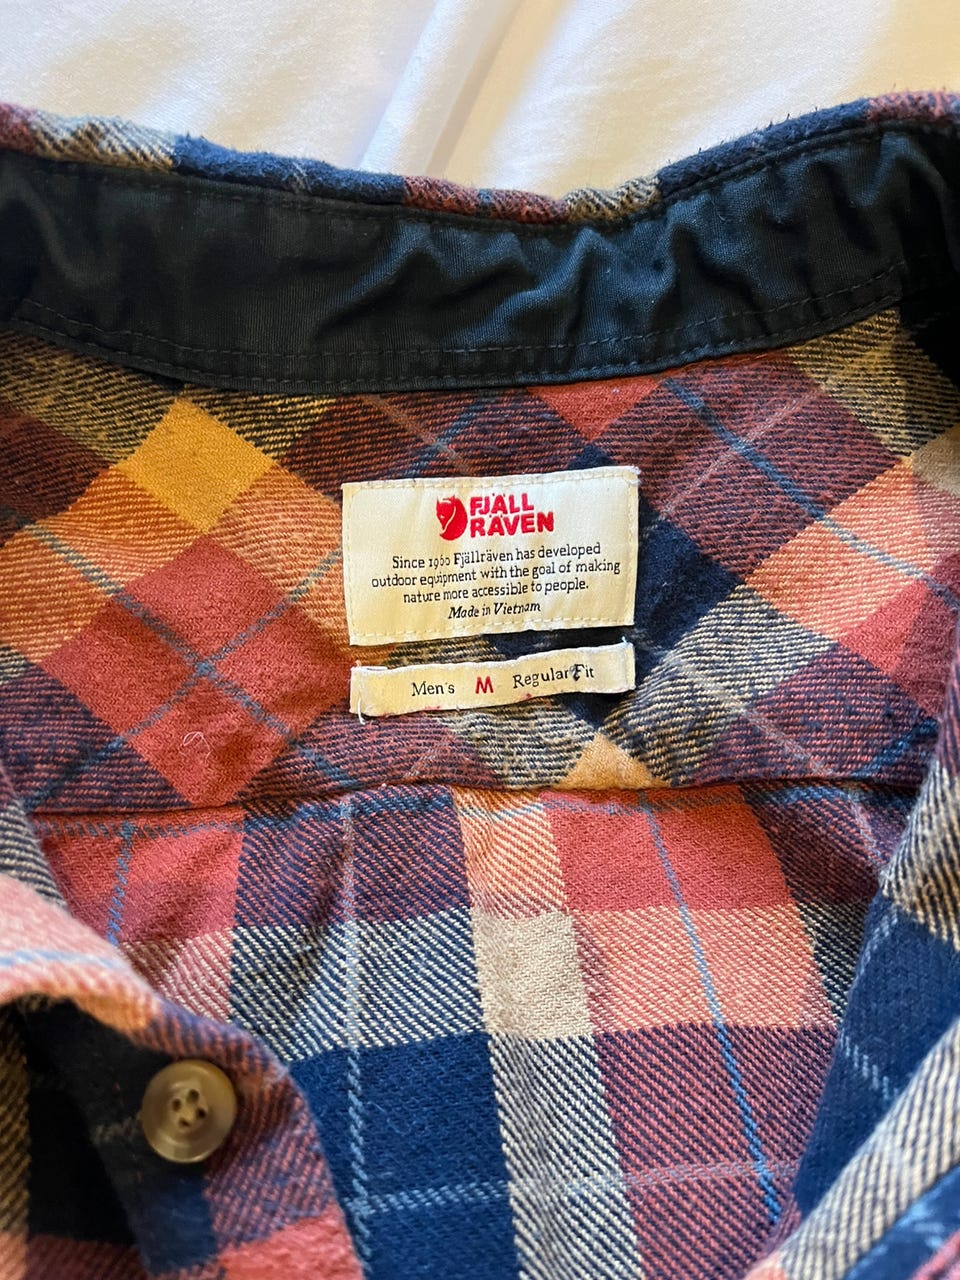 FJÄLL
RÄVEN
Since 1960 Fjällräven has developed
outdoor equipment with the goal of making
nature more accessible to people.
Made in Vietnam
Men's M Regular Fit